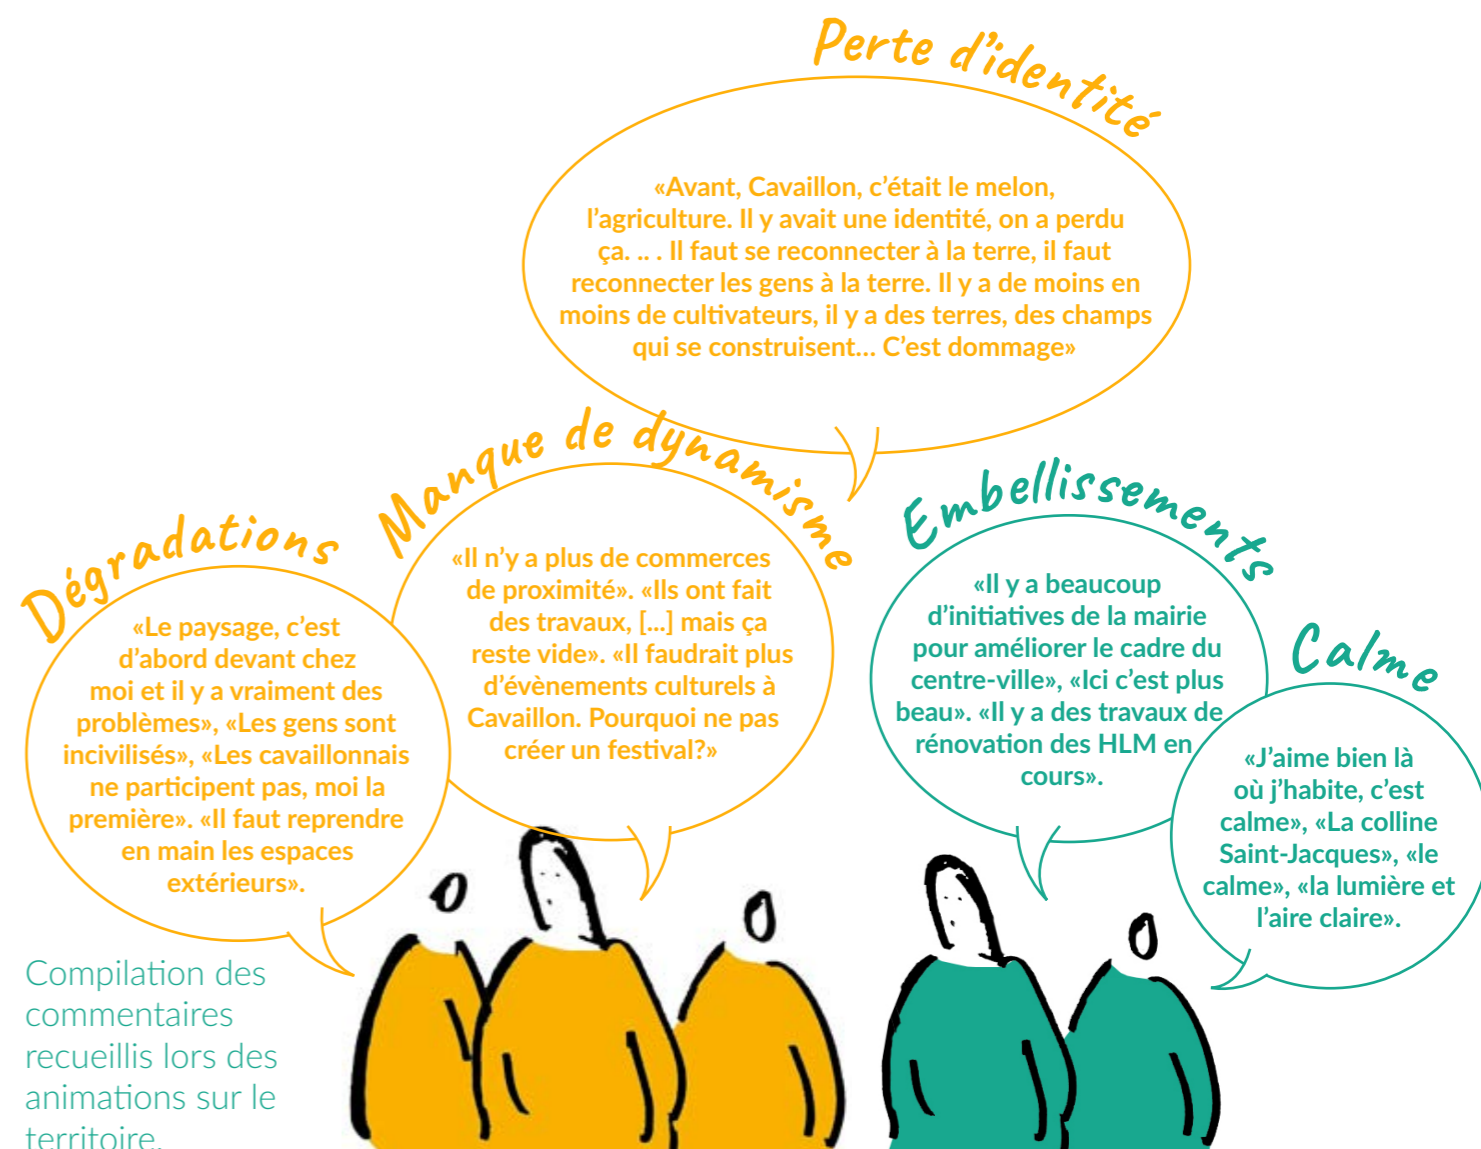 Perte d'identité
«Avant, Cavaillon, c'était le melon,
l'agriculture. Il y avait une identité, on a perdu
ça. .. . Il faut se reconnecter à la terre, il faut
reconnecter les gens à la terre. Il y a de moins en
moins de cultivateurs, il y a des terres, des champs
qui se construisent... C'est dommage»
Dégradations
«Le paysage, c'est
d'abord devant chez
moi et il y a vraiment des
problèmes», «Les gens sont
incivilisés», «Les cavaillonnais
ne participent pas, moi la
première». «Il faut reprendre
en main les espaces
extérieurs».
Manque de dynamisme
«Il n'y a plus de commerces
de proximité». «Ils ont fait
des travaux, [...] mais ça
reste vide». «Il faudrait plus
d'évènements culturels à
Cavaillon. Pourquoi ne pas
créer un festival?»
Embellissements
«Il y a beaucoup
d'initiatives de la mairie
pour améliorer le cadre du
centre-ville», «Ici c'est plus
beau». «Il y a des travaux de
rénovation des HLM en
cours».
Calme
«J'aime bien là
où j'habite, c'est
calme», «La colline
Saint-Jacques», «le
calme», «la lumière et
l'aire claire».
Compilation des
commentaires
recueillis lors des
animations sur le
territoire.